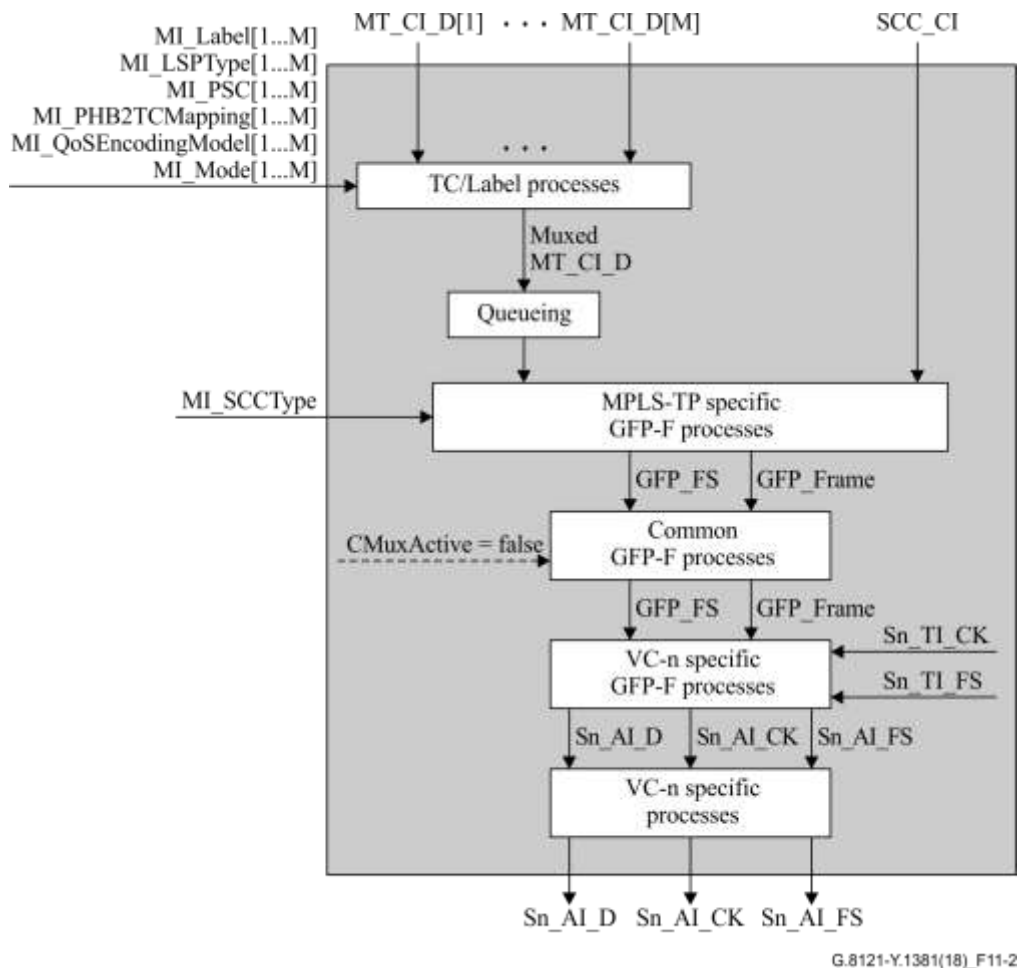 MT_CI_D[1] · · · MT_CI_D[M] SCC_CI
MI_Label[1...M]
MI_LSPType[1...M]
MI_PSC[1...M]
MI_PHB2TCMapping[1...M]
MI_QoSEncodingModel[1...M]
MI_Mode[1...M]
· · ·
TC/Label processes
Muxed
MT_CI_D
Queueing
MI_SCCType
MPLS-TP specific
GFP-F processes
GFP_FS GFP_Frame
CMuxActive = false
Common
GFP-F processes
GFP_FS GFP_Frame
Sn_TI_CK
VC-n specific
GFP-F processes
Sn_TI_FS
Sn_AI_D Sn_AI_CK Sn_AI_FS
VC-n specific
processes
Sn_AI_D Sn_AI_CK Sn_AI_FS
G.8121-Y.1381(18)_F11-2